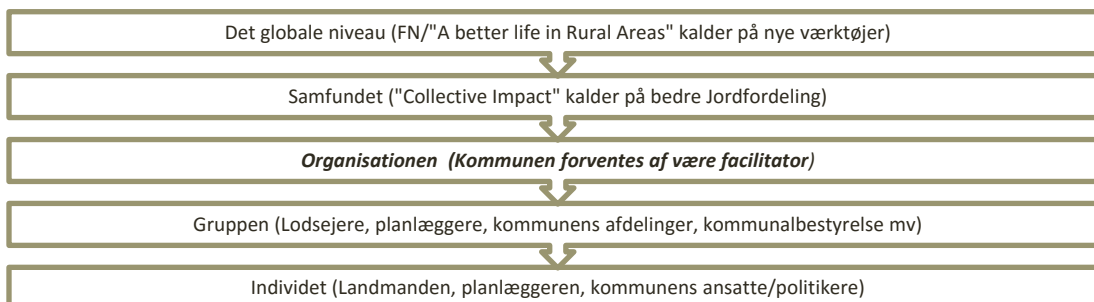 Det globale niveau (FN/"A better life in Rural Areas" kalder på nye værktøjer)
Samfundet ("Collective Impact" kalder på bedre Jordfordeling)
Organisationen (Kommunen forventes af være facilitator)
Gruppen (Lodsejere, planlæggere, kommunens afdelinger, kommunalbestyrelse mv)
Individet (Landmanden, planlæggeren, kommunens ansatte/politikere)